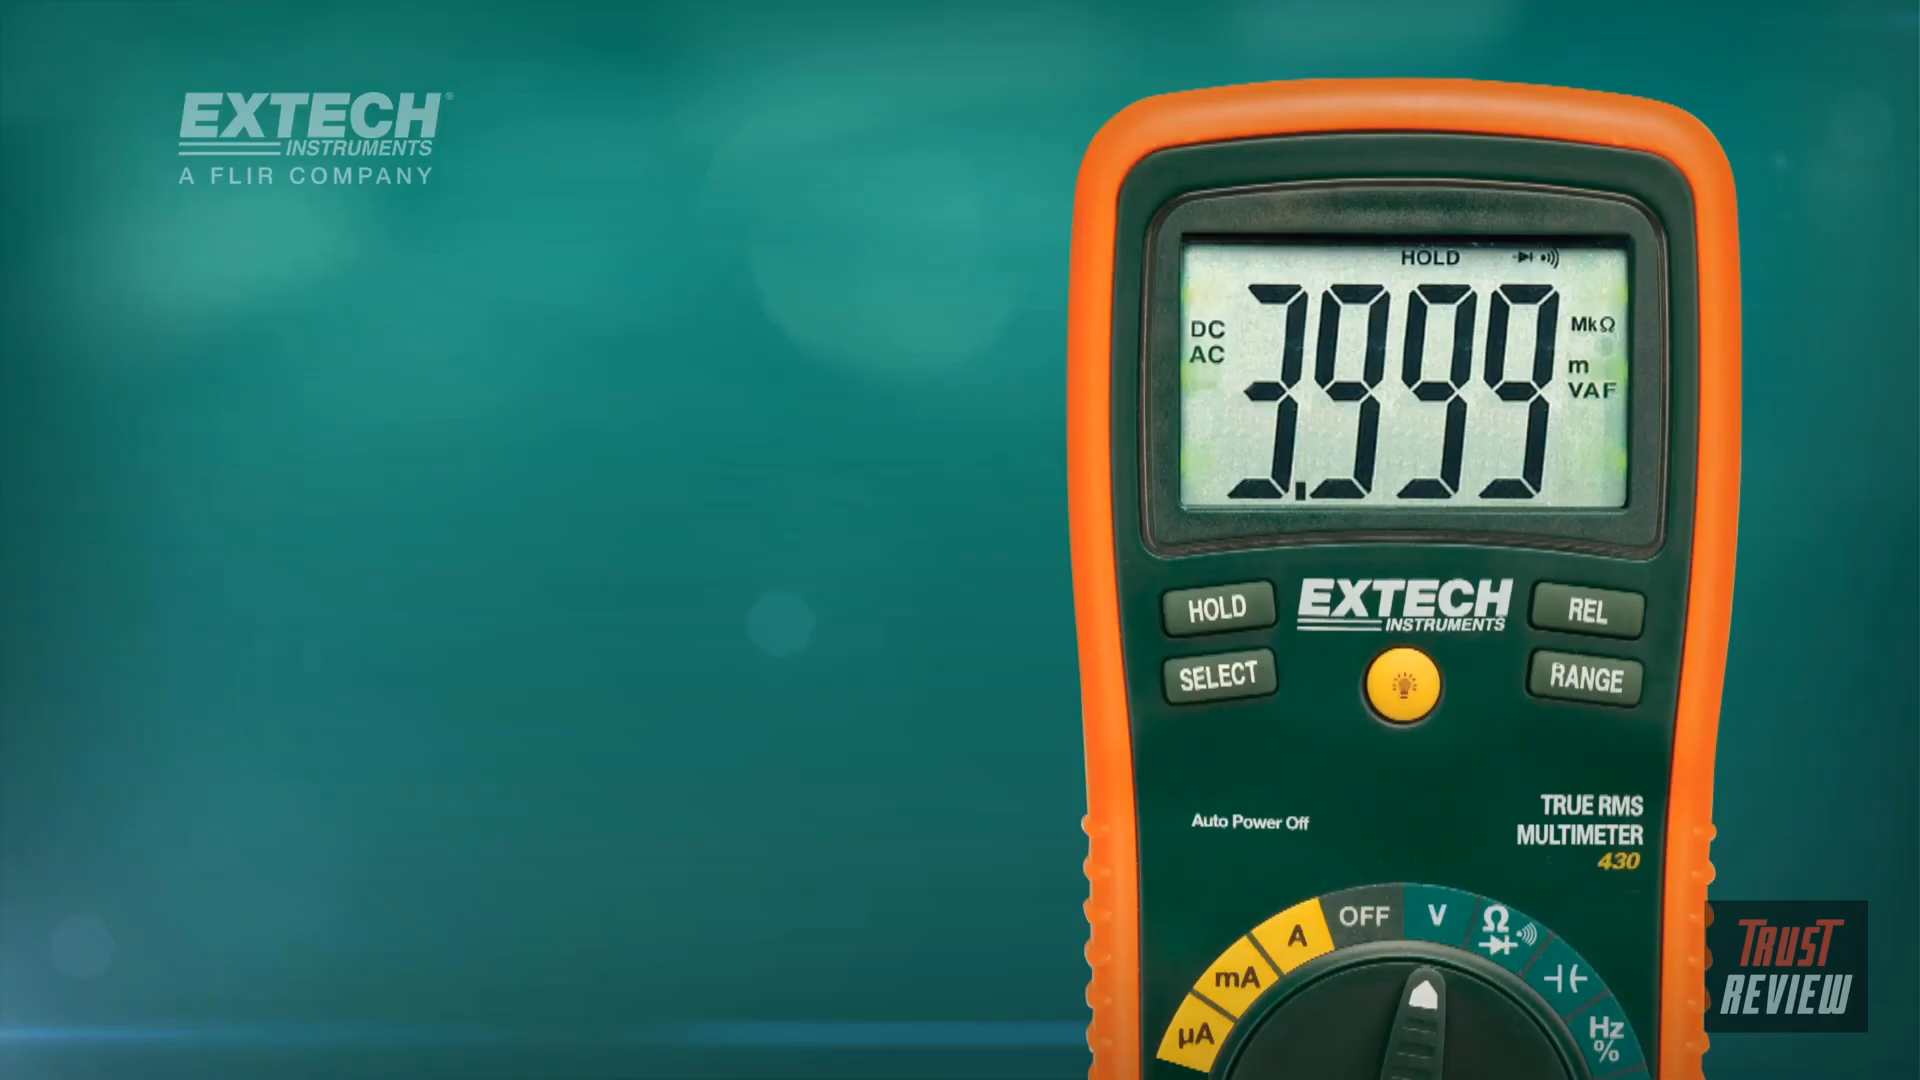 EXTECH®
INSTRUMENTS
A FLIR COMPANY
HOLD
DC
AC
3.999
MkΩ
m
VAF
HOLD
EXTECH
INSTRUMENTS
REL
SELECT
RANGE
Auto Power Off
TRUE RMS
MULTIMETER
430
µA
mA
A
OFF
V
Ω
Hz
%
TRUST
REVIEW